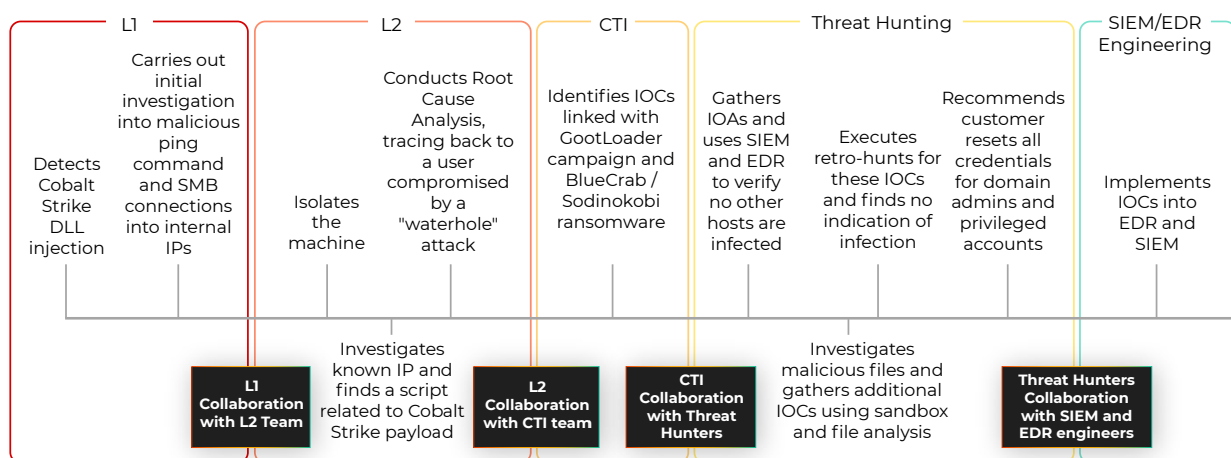 L1
L2
CTI
Threat Hunting
SIEM/EDR
Engineering
Detects
Cobalt
Strike
DLL
injection
Carries out
initial
investigation
into malicious
ping
command
and SMB
connections
into internal
IPs
Isolates
the
machine
Conducts Root
Cause
Analysis,
tracing back to
a user
compromised
by a
"waterhole"
attack
Identifies IOCs
linked with
GootLoader
campaign and
BlueCrab /
Sodinokobi
ransomware
Gathers
IOAs and
uses SIEM
and EDR
to verify
no other
hosts are
infected
Executes
retro-hunts for
these IOCs
and finds no
indication of
infection
Recommends
customer
resets all
credentials
for domain
admins and
privileged
accounts
Implements
IOCs into
EDR and
SIEM
L1
Collaboration
with L2 Team
Investigates
known IP and
finds a script
related to Cobalt
Strike payload
L2
Collaboration
with CTI team
CTI
Collaboration
with Threat
Hunters
Investigates
malicious files and
gathers additional
IOCs using sandbox
and file analysis
Threat Hunters
Collaboration
with SIEM and
EDR engineers